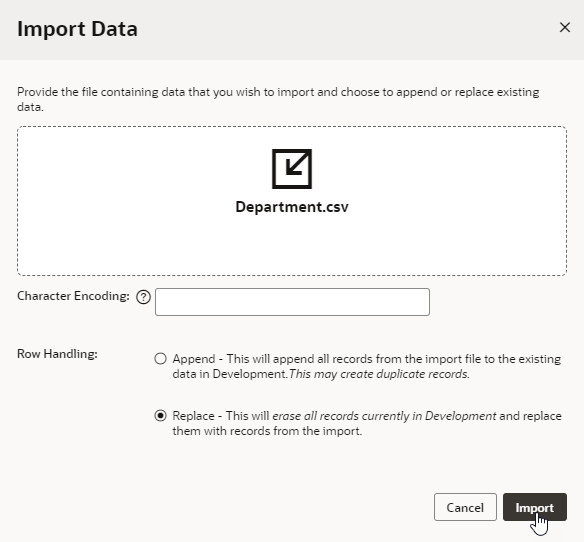 Import Data
Provide the file containing data that you wish to import and choose to append or replace existing
data.
Department.csv
Character Encoding: ?
Row Handling:
Append - This will append all records from the import file to the existing
data in Development.This may create duplicate records.
Replace - This will erase all records currently in Development and replace
them with records from the import.
Cancel
Import